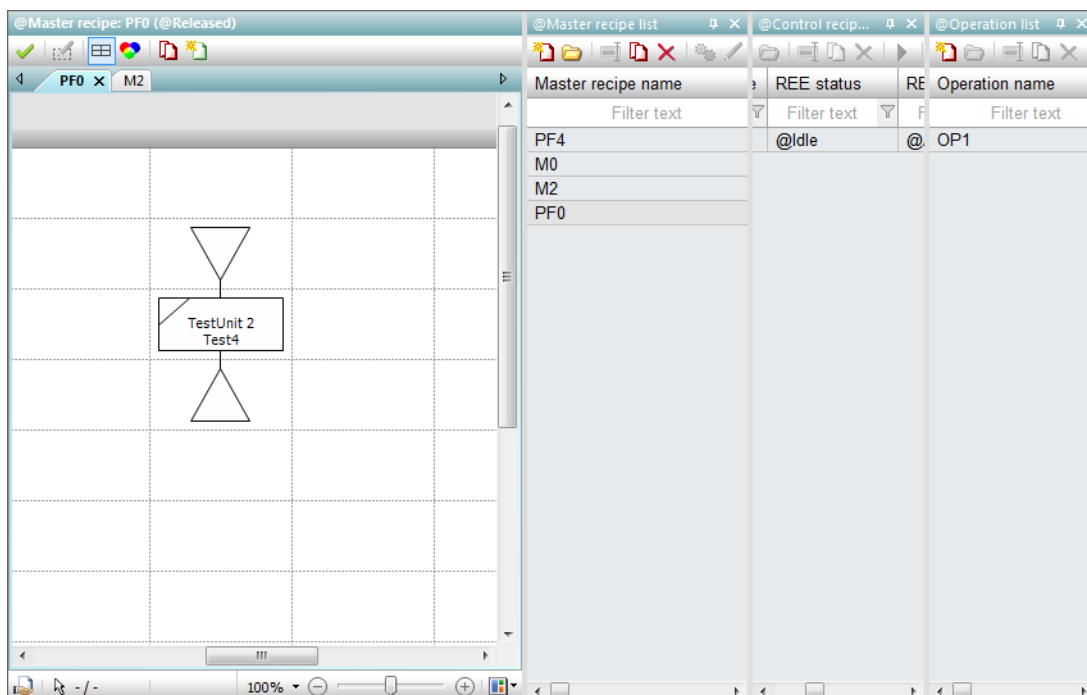 @Master recipe: PF0 (@Released)
PF0 M2
TestUnit 2
Test4
-/-
100%
@Master recipe list
Master recipe name
Filter text
PF4
M0
M2
PF0
@Control recip...
REE status RE
Filter text
@Idle @
@Operation list
Operation name
Filter text
OP1